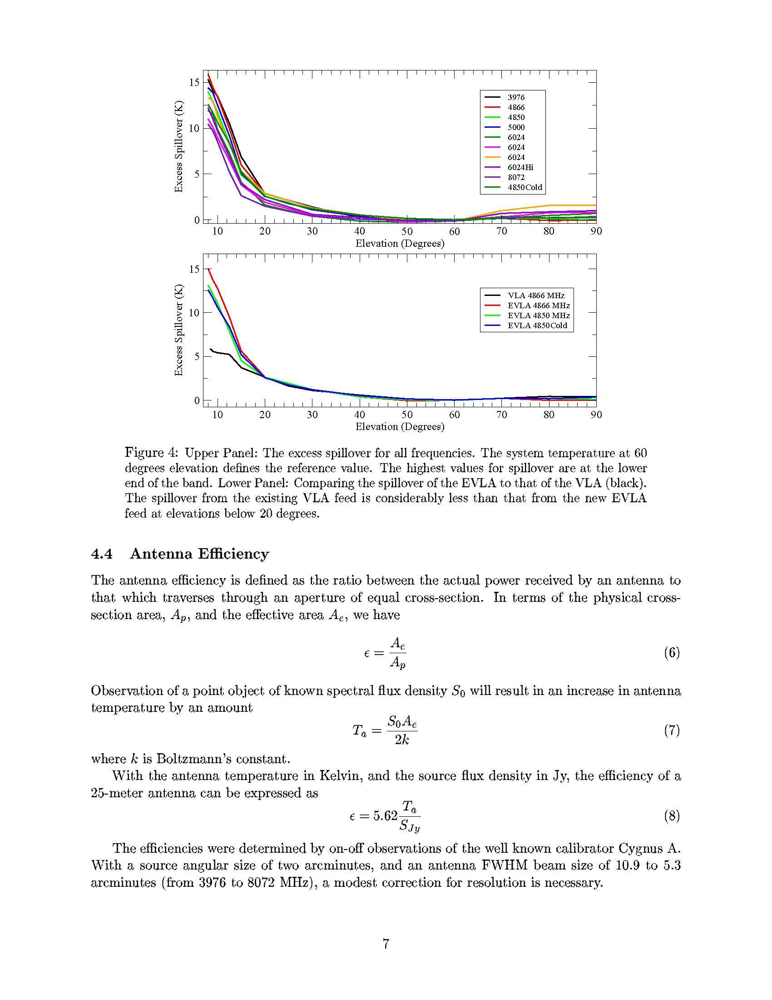 15
10
5
0
Excess Spillover (K)
3976
4866
4850
5000
6024
6024
6024
6024Hi
8072
4850Cold
10 20 30 40 50 60 70 80 90
Elevation (Degrees)
15
10
5
0
Excess Spillover (K)
VLA 4866 MHz
EVLA 4866 MHz
EVLA 4850 MHz
EVLA 4850Cold
10 20 30 40 50 60 70 80 90
Elevation (Degrees)
Figure 4: Upper Panel: The excess spillover for all frequencies. The system temperature at 60
degrees elevation defines the reference value. The highest values for spillover are at the lower
end of the band. Lower Panel: Comparing the spillover of the EVLA to that of the VLA (black).
The spillover from the existing VLA feed is considerably less than that from the new EVLA
feed at elevations below 20 degrees.
4.4 Antenna Efficiency
The antenna efficiency is defined as the ratio between the actual power received by an antenna to
that which traverses through an aperture of equal cross-section. In terms of the physical cross-
section area, A_p, and the effective area A_e, we have
ϵ = A_e / A_p (6)
Observation of a point object of known spectral flux density S_0 will result in an increase in antenna
temperature by an amount
T_a = S_0 A_e / 2k (7)
where k is Boltzmann's constant.
With the antenna temperature in Kelvin, and the source flux density in Jy, the efficiency of a
25-meter antenna can be expressed as
ϵ = 5.62 T_a / S_Jy (8)
The efficiencies were determined by on-off observations of the well known calibrator Cygnus A.
With a source angular size of two arcminutes, and an antenna FWHM beam size of 10.9 to 5.3
arcminutes (from 3976 to 8072 MHz), a modest correction for resolution is necessary.
7